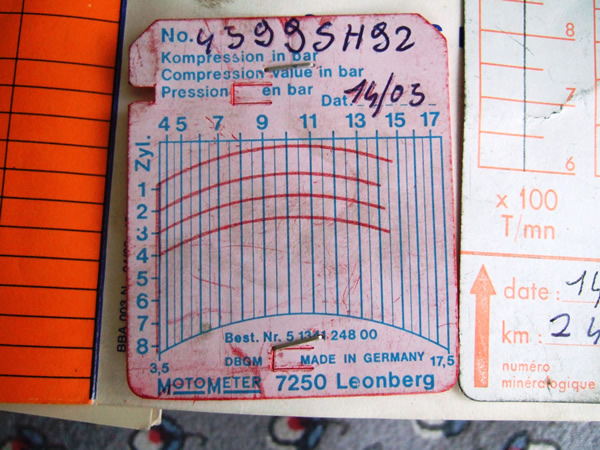 No. 4599SH92
Kompression in bar
Compression value in bar
Pression en bar
Dat. 14/03
4 5 7 9 11 13 15 17
Zyl.
1
2
3
4
5
6
7
8
3,5
17,5
Best. Nr. 5 1341 248 00
DBGM MADE IN GERMANY
MOTOMETER 7250 Leonberg
8
7
6
x 100
T/mn
date : 14
km : 24
numéro
minéralogique